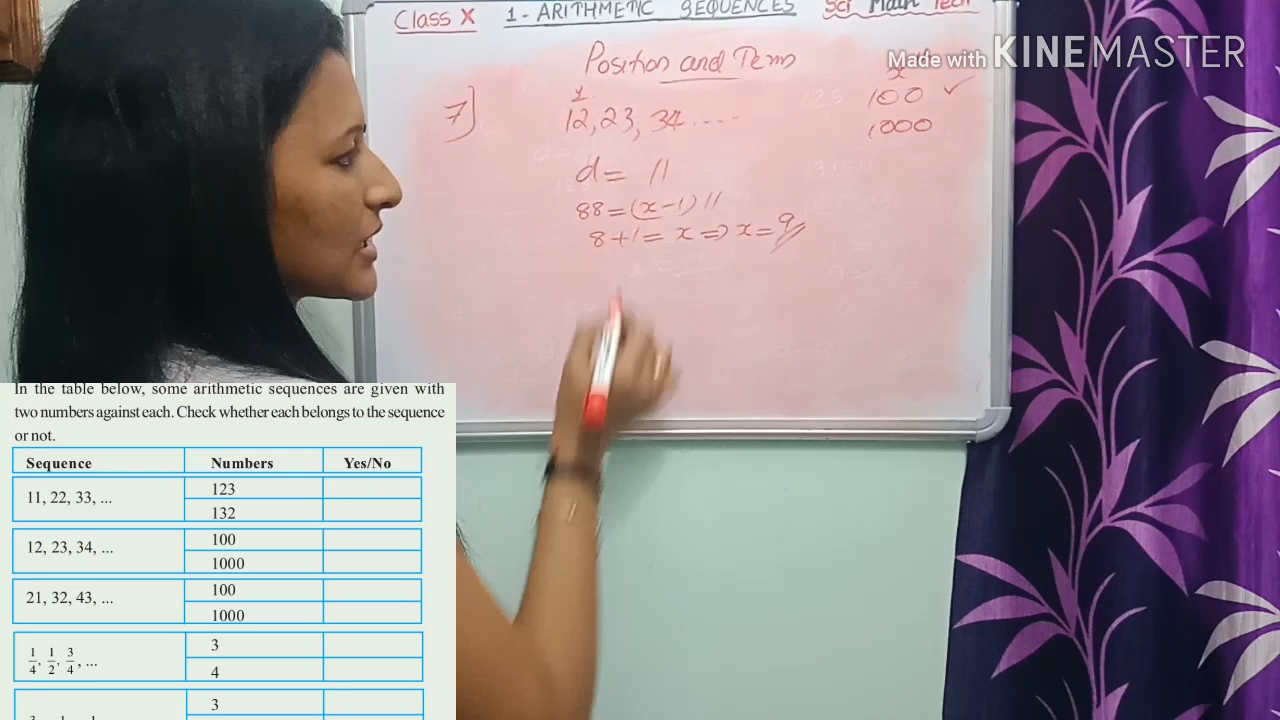 Class X 1-ARITHMETIC SEQUENCES Sci Math Tech
Made with KINEMASTER
Position and Term
7) 1
12, 23, 34 .....
x
100 ✓
1000
d = 11
88 = (x-1) 11
8+1 = x ⇒ x = 9
In the table below, some arithmetic sequences are given with
two numbers against each. Check whether each belongs to the sequence
or not.
Sequence Numbers Yes/No
11, 22, 33, ... 123
132
12, 23, 34, ... 100
1000
21, 32, 43, ... 100
1000
1/4, 1/2, 3/4, ... 3
4
3